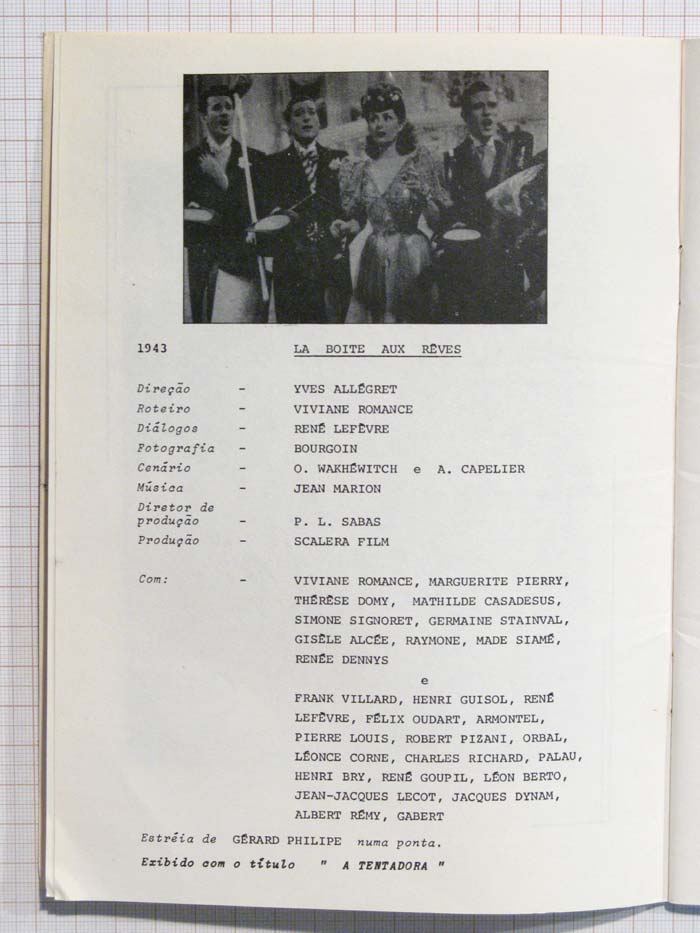 1943 LA BOITE AUX RÊVES
Direção - YVES ALLÉGRET
Roteiro - VIVIANE ROMANCE
Diálogos - RENÉ LEFÈVRE
Fotografia - BOURGOIN
Cenário - O. WAKHÉWITCH e A. CAPELIER
Música - JEAN MARION
Diretor de
produção - P. L. SABAS
Produção - SCALERA FILM
Com: - VIVIANE ROMANCE, MARGUERITE PIERRY,
THÉRÈSE DOMY, MATHILDE CASADESUS,
SIMONE SIGNORET, GERMAINE STAINVAL,
GISÈLE ALCÉE, RAYMONE, MADE SIAMÉ,
RENÉE DENNYS
e
FRANK VILLARD, HENRI GUISOL, RENÉ
LEFÈVRE, FÉLIX OUDART, ARMONTEL,
PIERRE LOUIS, ROBERT PIZANI, ORBAL,
LÉONCE CORNE, CHARLES RICHARD, PALAU,
HENRI BRY, RENÉ GOUPIL, LÉON BERTO,
JEAN-JACQUES LECOT, JACQUES DYNAM,
ALBERT RÉMY, GABERT
Estréia de GÉRARD PHILIPE numa ponta.
Exibido com o título " A TENTADORA "